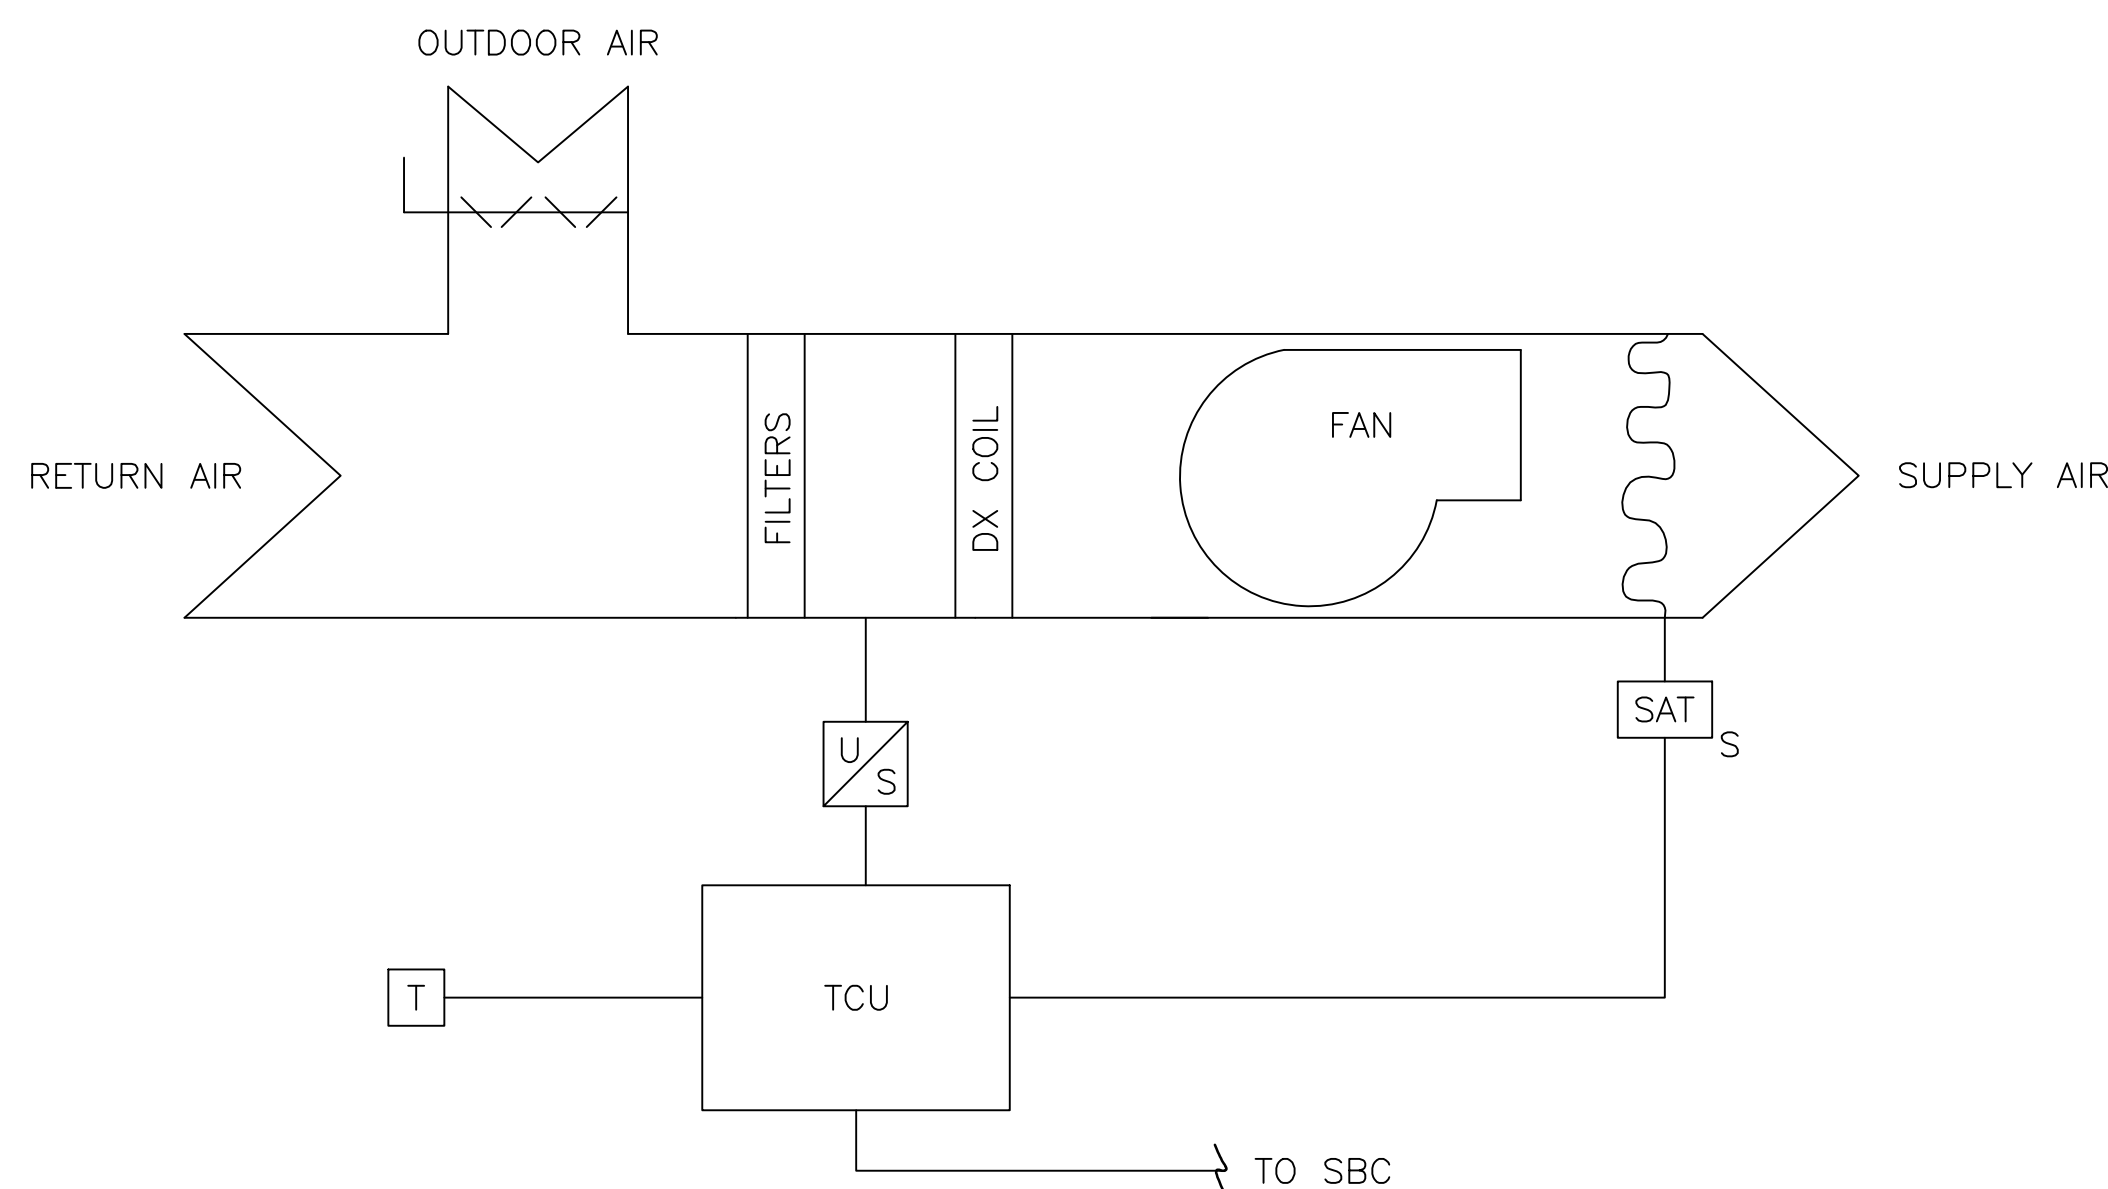 OUTDOOR AIR
RETURN AIR
FILTERS
DX COIL
FAN
SUPPLY AIR
SAT
S
U
S
T
TCU
TO SBC